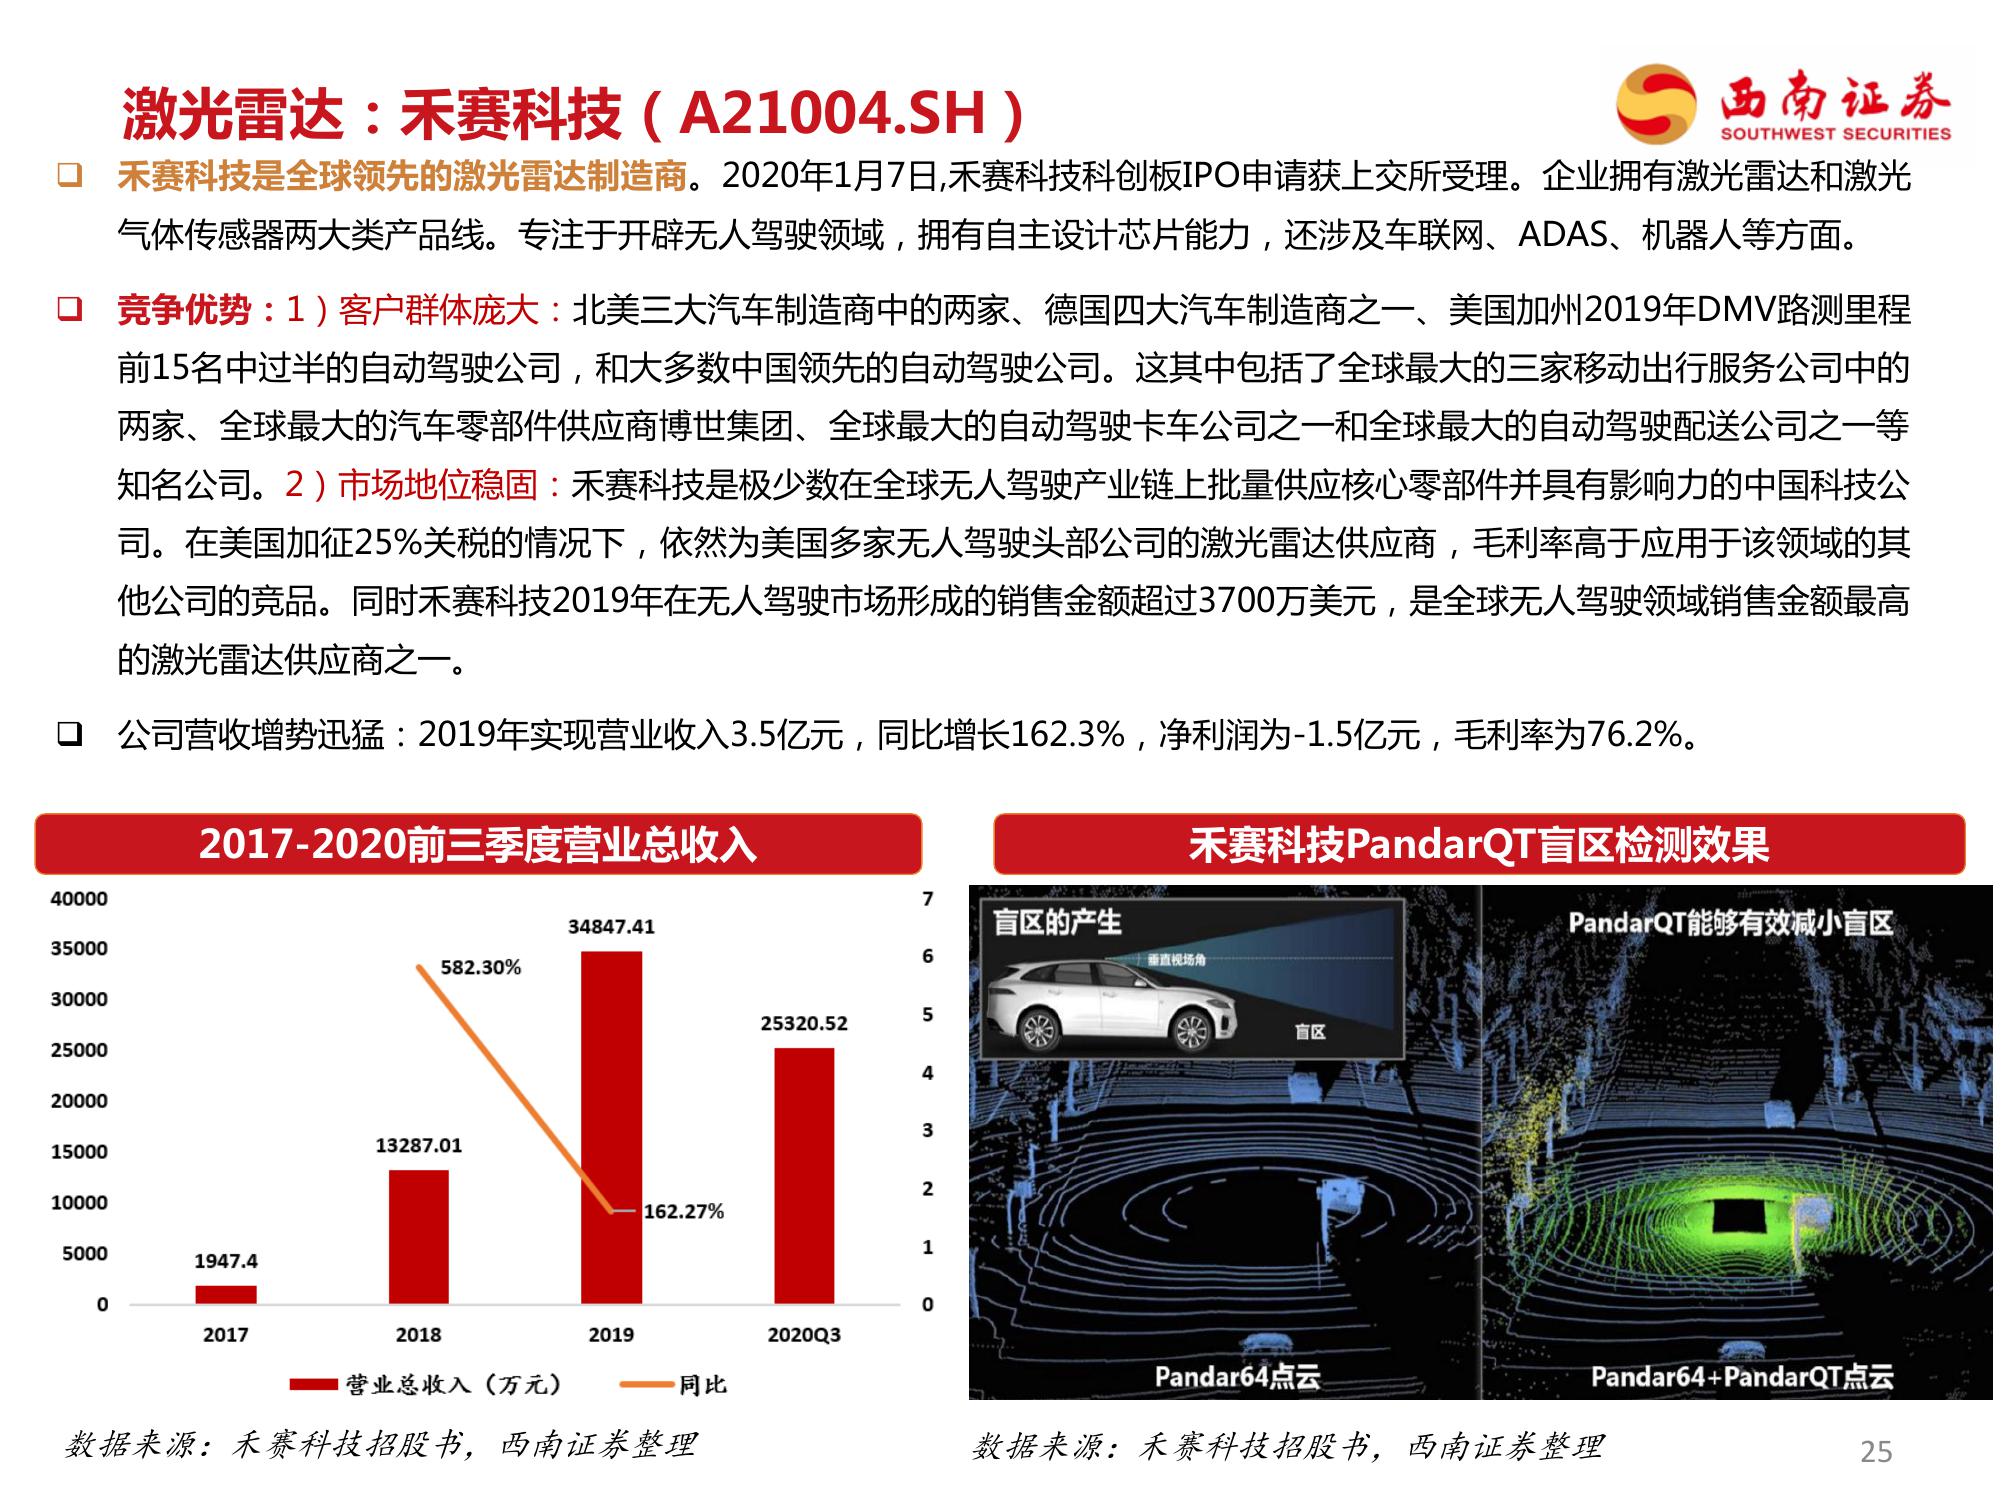 激光雷达：禾赛科技（A21004.SH）
西南证券
SOUTHWEST SECURITIES
禾赛科技是全球领先的激光雷达制造商。2020年1月7日,禾赛科技科创板IPO申请获上交所受理。企业拥有激光雷达和激光
气体传感器两大类产品线。专注于开辟无人驾驶领域，拥有自主设计芯片能力，还涉及车联网、ADAS、机器人等方面。
竞争优势：1）客户群体庞大：北美三大汽车制造商中的两家、德国四大汽车制造商之一、美国加州2019年DMV路测里程
前15名中过半的自动驾驶公司，和大多数中国领先的自动驾驶公司。这其中包括了全球最大的三家移动出行服务公司中的
两家、全球最大的汽车零部件供应商博世集团、全球最大的自动驾驶卡车公司之一和全球最大的自动驾驶配送公司之一等
知名公司。2）市场地位稳固：禾赛科技是极少数在全球无人驾驶产业链上批量供应核心零部件并具有影响力的中国科技公
司。在美国加征25%关税的情况下，依然为美国多家无人驾驶头部公司的激光雷达供应商，毛利率高于应用于该领域的其
他公司的竞品。同时禾赛科技2019年在无人驾驶市场形成的销售金额超过3700万美元，是全球无人驾驶领域销售金额最高
的激光雷达供应商之一。
公司营收增势迅猛：2019年实现营业收入3.5亿元，同比增长162.3%，净利润为-1.5亿元，毛利率为76.2%。
2017-2020前三季度营业总收入
40000
35000
30000
25000
20000
15000
10000
5000
0
7
6
5
4
3
2
1
0
1947.4
13287.01
34847.41
25320.52
582.30%
162.27%
2017
2018
2019
2020Q3
营业总收入（万元）
同比
数据来源：禾赛科技招股书，西南证券整理
禾赛科技PandarQT盲区检测效果
盲区的产生
垂直视场角
盲区
PandarQT能够有效减小盲区
Pandar64点云
Pandar64+PandarQT点云
数据来源：禾赛科技招股书，西南证券整理
25